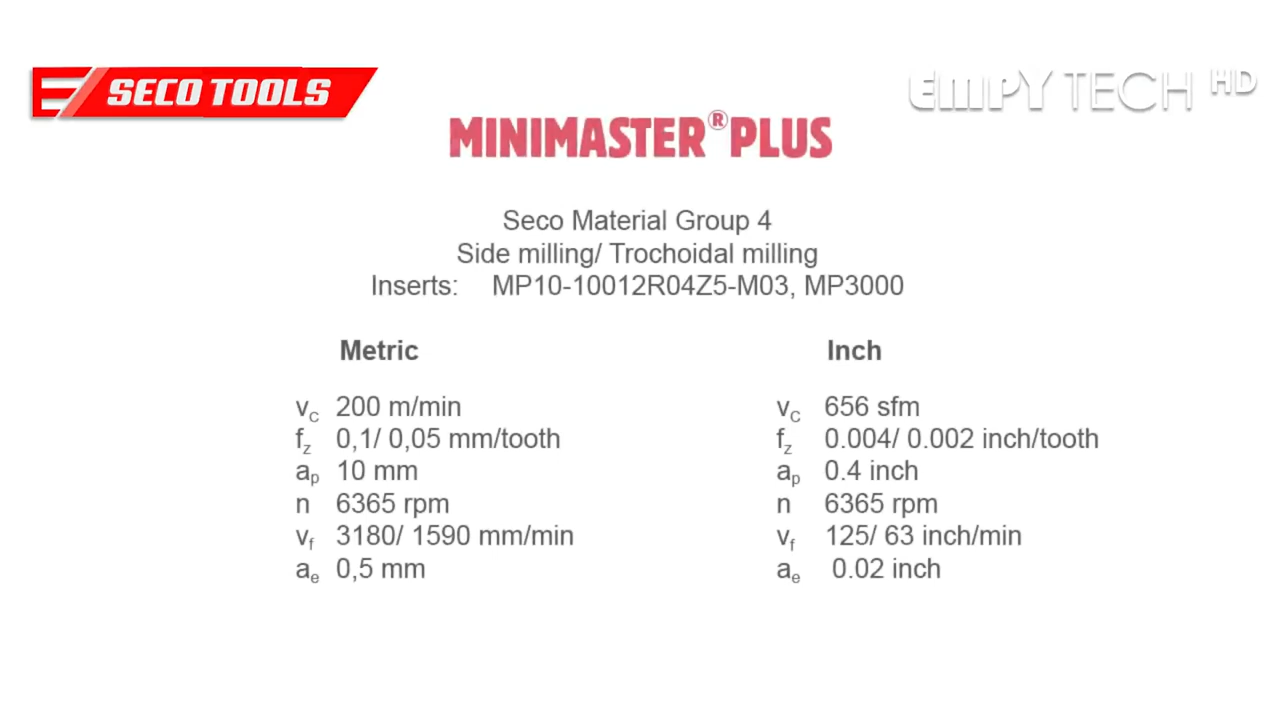 SECO TOOLS
EMPY TECH HD
MINIMASTER® PLUS
Seco Material Group 4
Side milling/ Trochoidal milling
Inserts: MP10-10012R04Z5-M03, MP3000
Metric
vc 200 m/min
fz 0,1/ 0,05 mm/tooth
ap 10 mm
n 6365 rpm
vf 3180/ 1590 mm/min
ae 0,5 mm
Inch
vc 656 sfm
fz 0.004/ 0.002 inch/tooth
ap 0.4 inch
n 6365 rpm
vf 125/ 63 inch/min
ae 0.02 inch